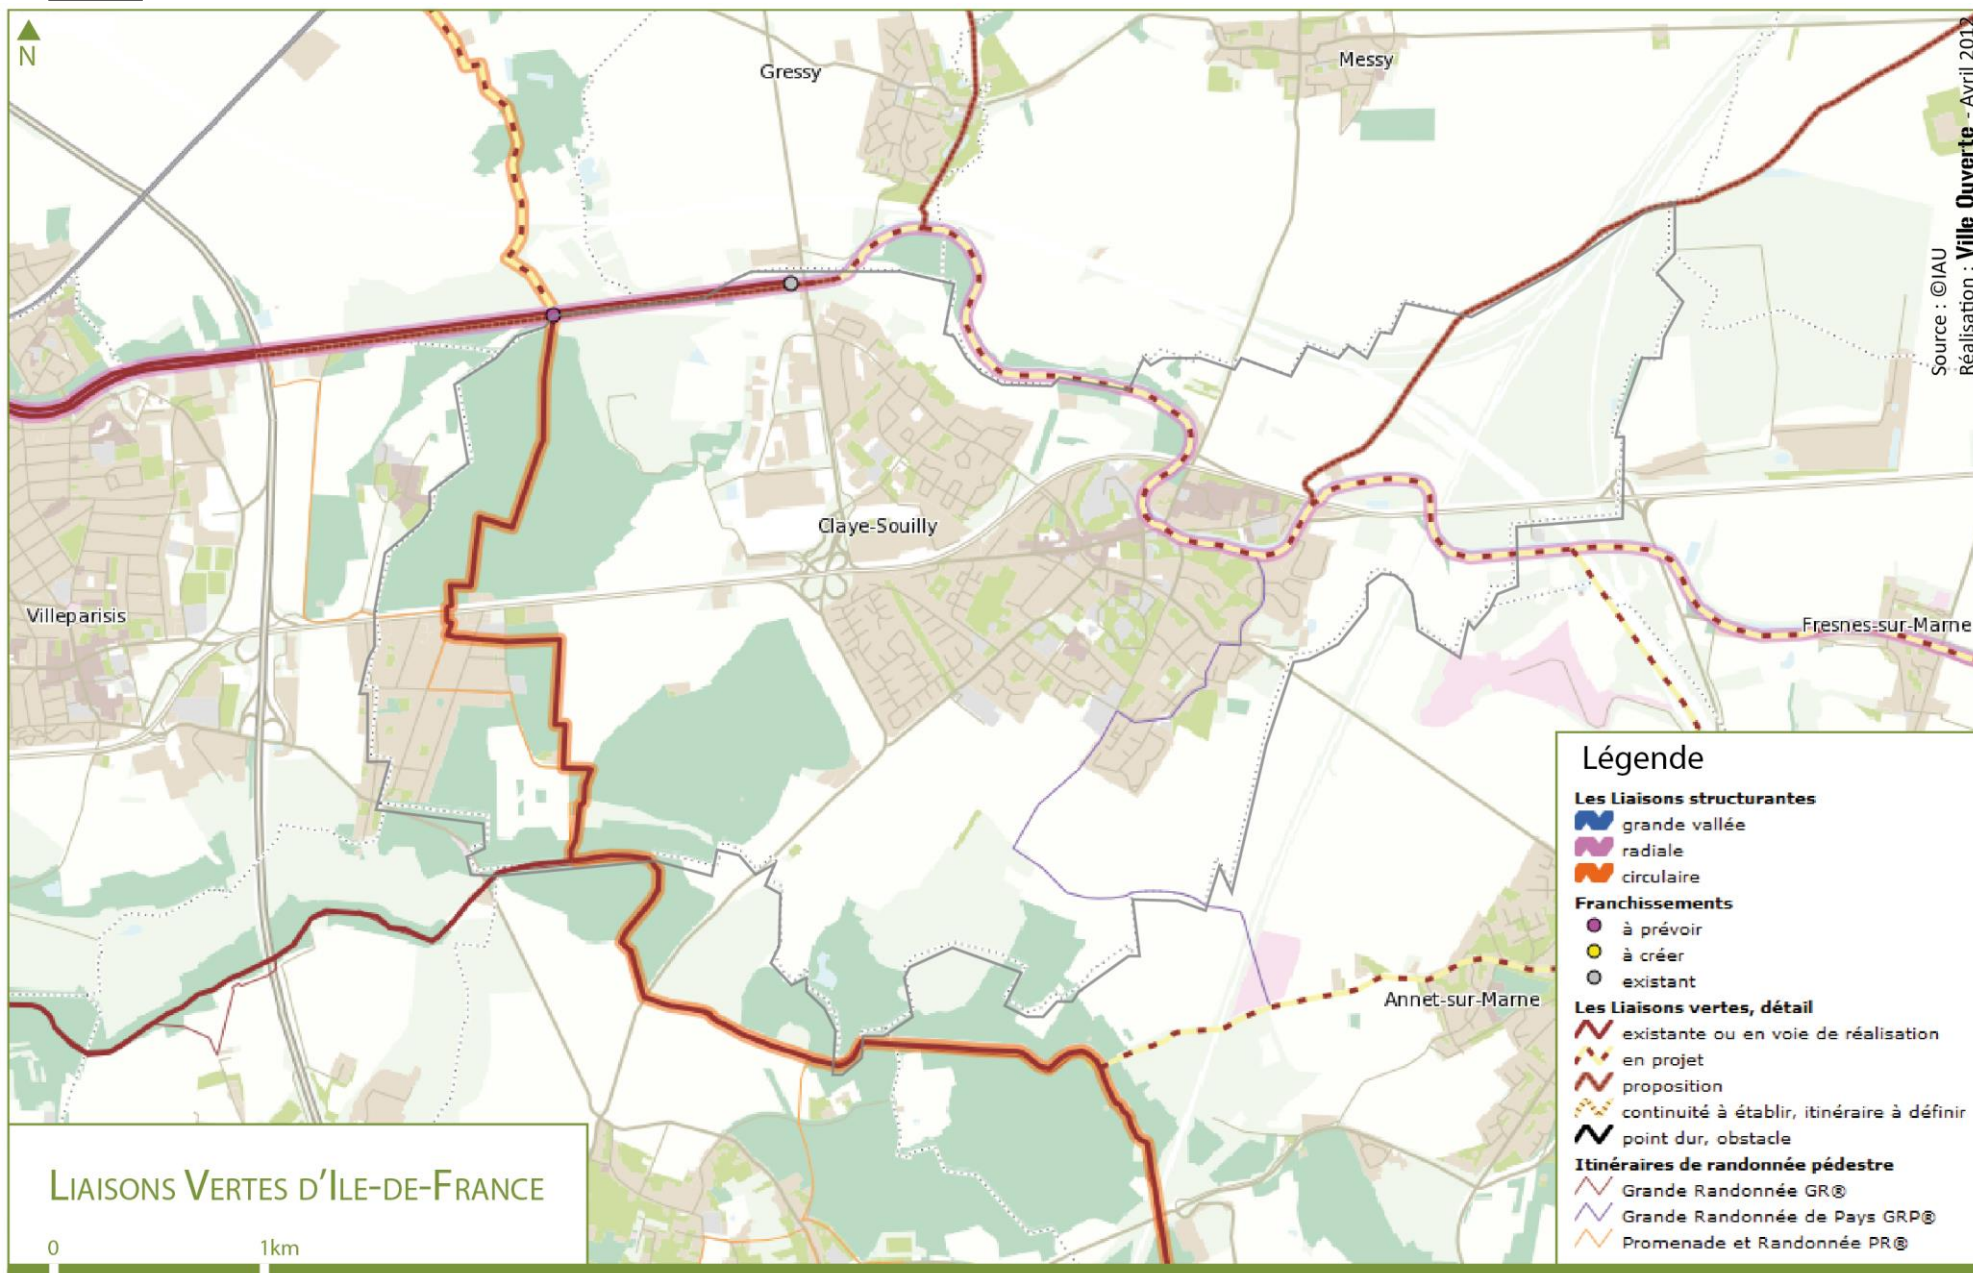 N
Gressy
Messy
Claye-Souilly
Villeparisis
Fresnes-sur-Marne
Annet-sur-Marne
Source : ©IAU
Réalisation : Ville Ouverte - Avril 2012
Légende
Les Liaisons structurantes
grande vallée
radiale
circulaire
Franchissements
à prévoir
à créer
existant
Les Liaisons vertes, détail
existante ou en voie de réalisation
en projet
proposition
continuité à établir, itinéraire à définir
point dur, obstacle
Itinéraires de randonnée pédestre
Grande Randonnée GR®
Grande Randonnée de Pays GRP®
Promenade et Randonnée PR®
LIAISONS VERTES D'ILE-DE-FRANCE
0 1km